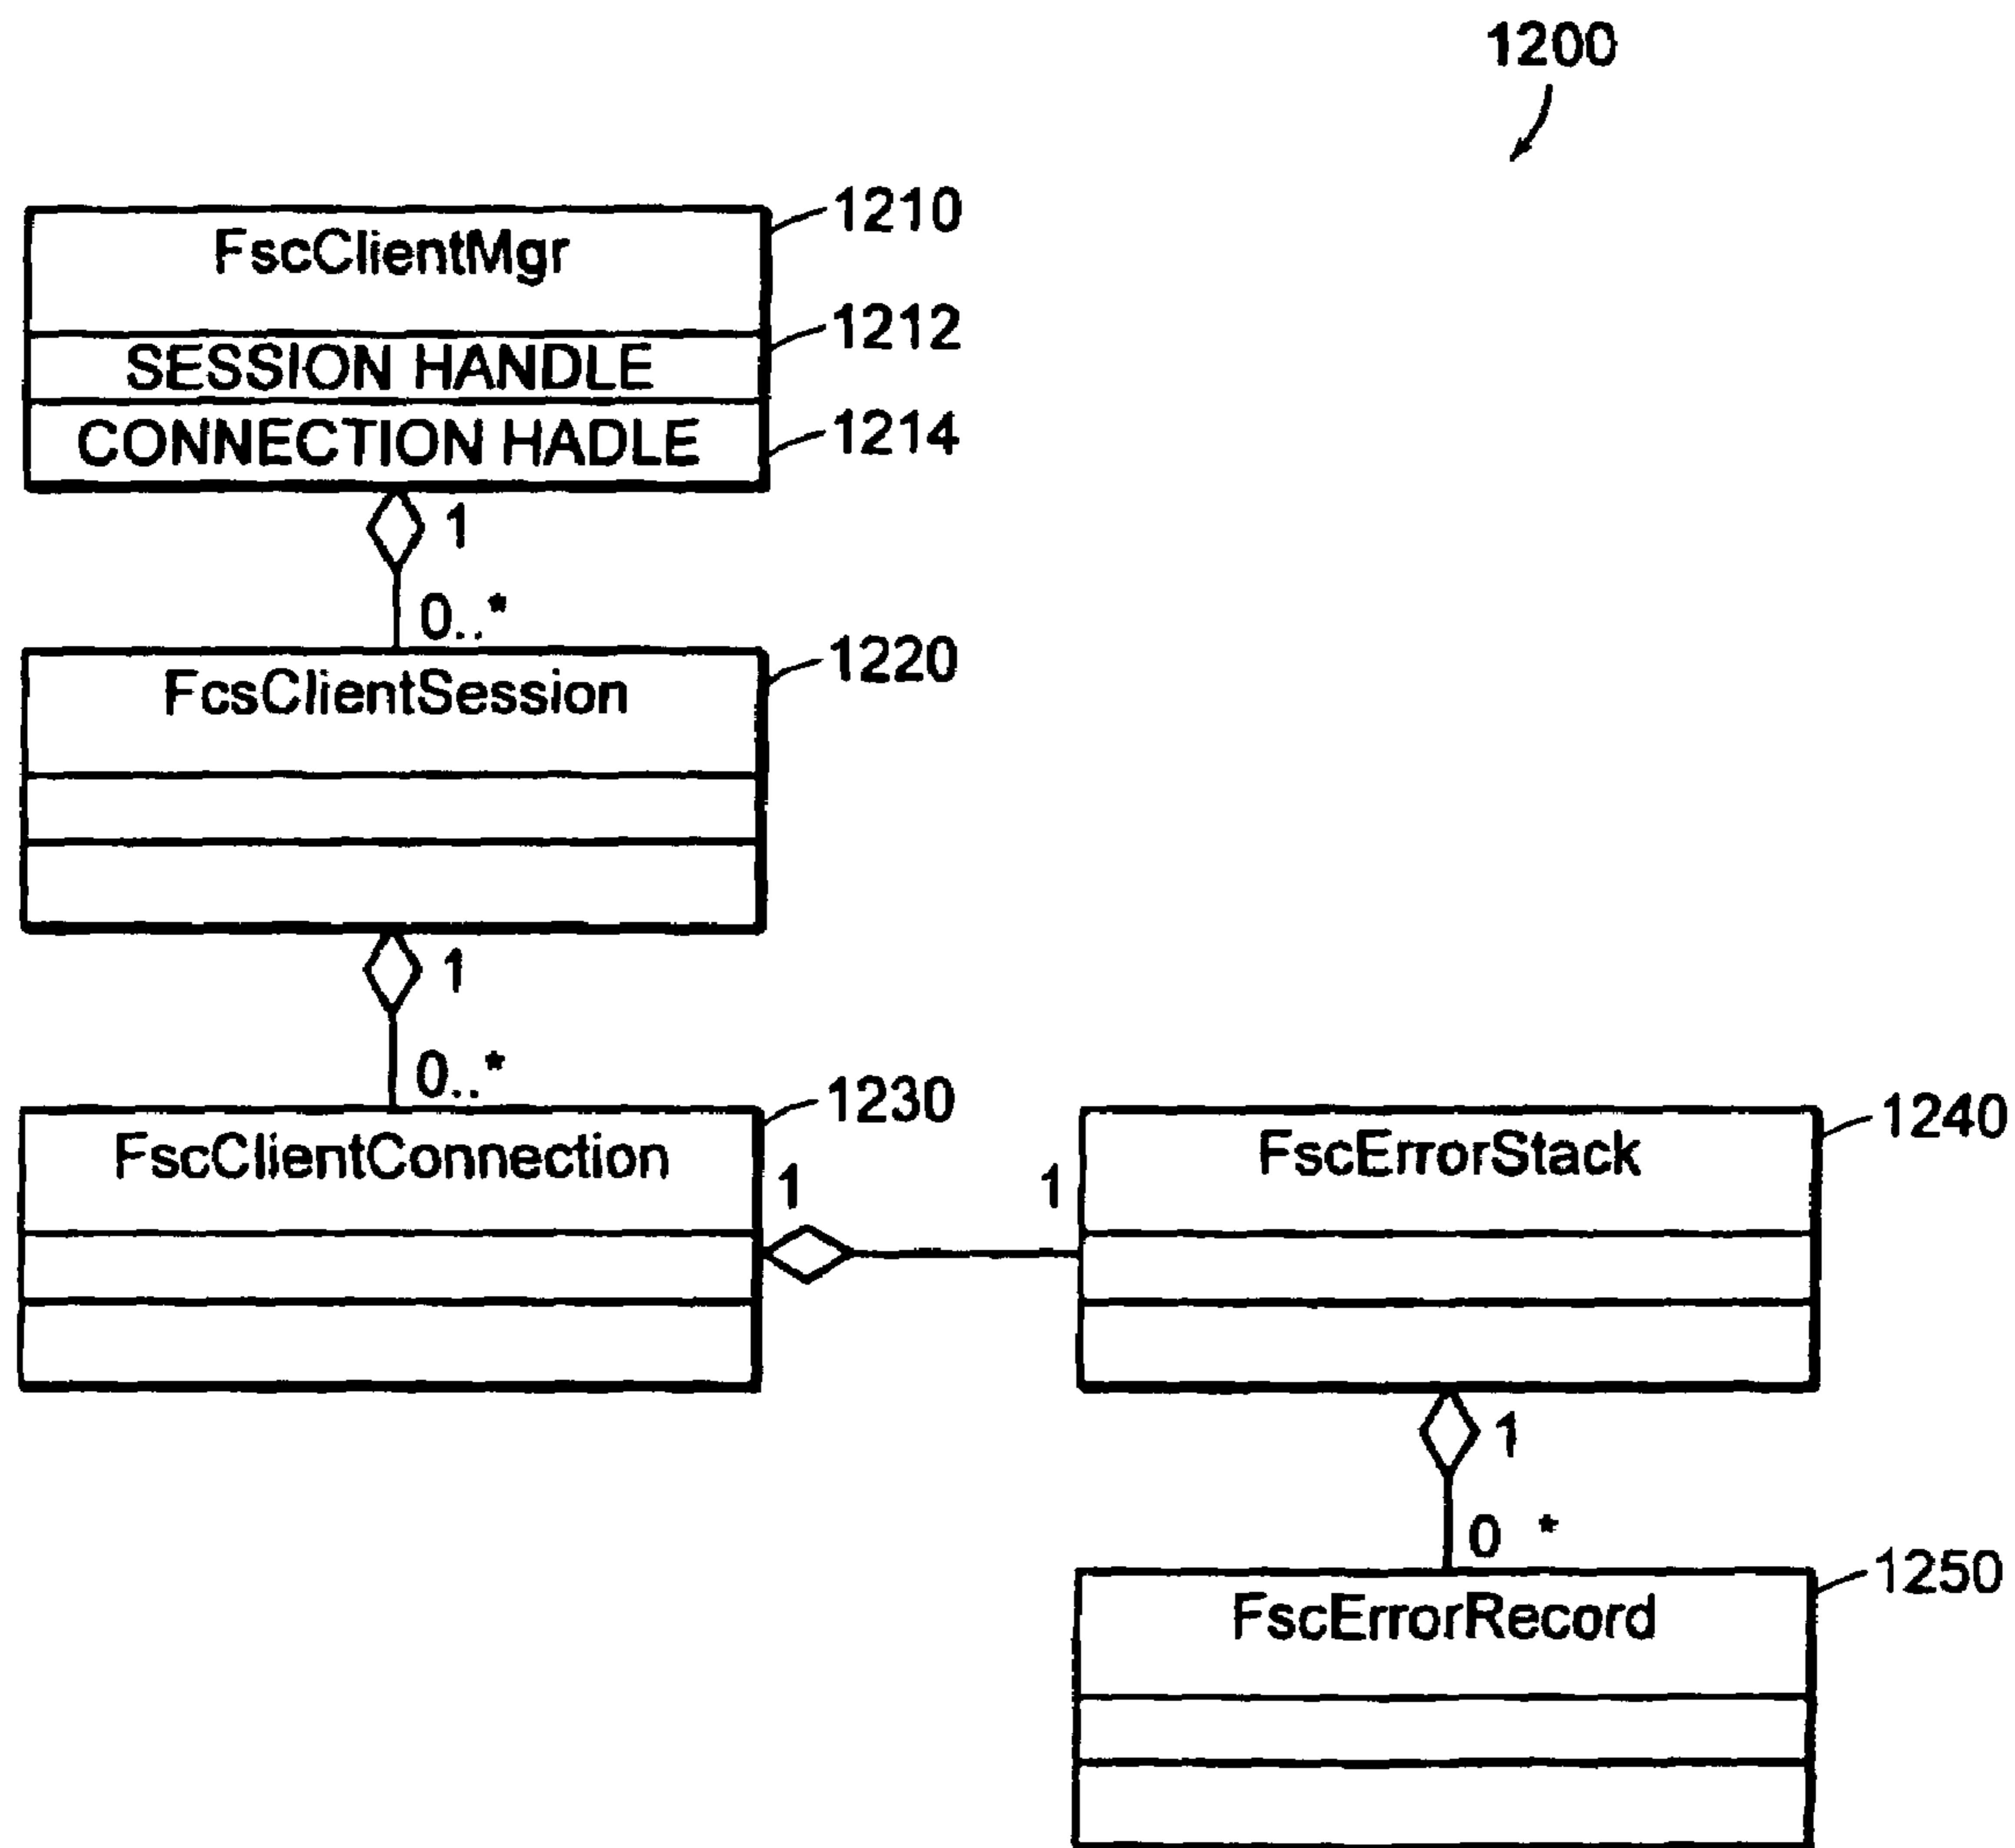 1200
FscClientMgr
1210
SESSION HANDLE
1212
CONNECTION HADLE
1214
1
0..*
FcsClientSession
1220
1
0..*
FscClientConnection
1230
1
1
FscErrorStack
1240
1
0 *
FscErrorRecord
1250